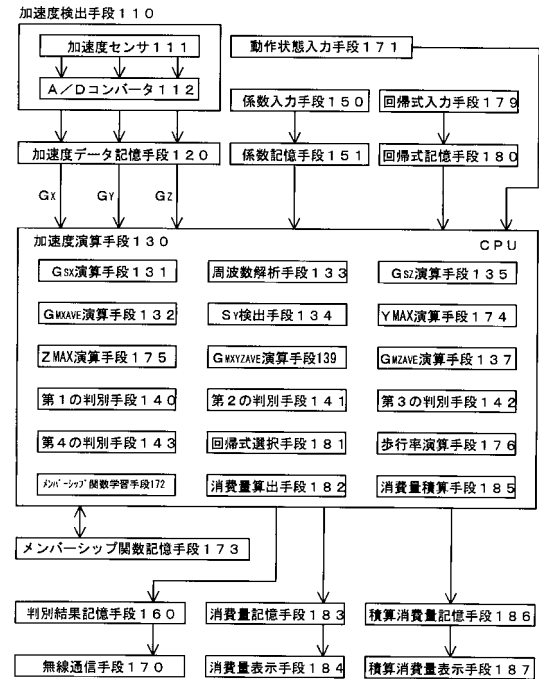 加速度検出手段110
加速度センサ111
動作状態入力手段171
A/Dコンバータ112
係数入力手段150
回帰式入力手段179
加速度データ記憶手段120
係数記憶手段151
回帰式記憶手段180
GX
GY
GZ
加速度演算手段130
CPU
GSX演算手段131
周波数解析手段133
GSZ演算手段135
GMXAVE演算手段132
SY検出手段134
YMAX演算手段174
ZMAX演算手段175
GMXYZAVE演算手段139
GMZAVE演算手段137
第1の判別手段140
第2の判別手段141
第3の判別手段142
第4の判別手段143
回帰式選択手段181
歩行率演算手段176
メンバーシップ関数学習手段172
消費量算出手段182
消費量積算手段185
メンバーシップ関数記憶手段173
判別結果記憶手段160
消費量記憶手段183
積算消費量記憶手段186
無線通信手段170
消費量表示手段184
積算消費量表示手段187